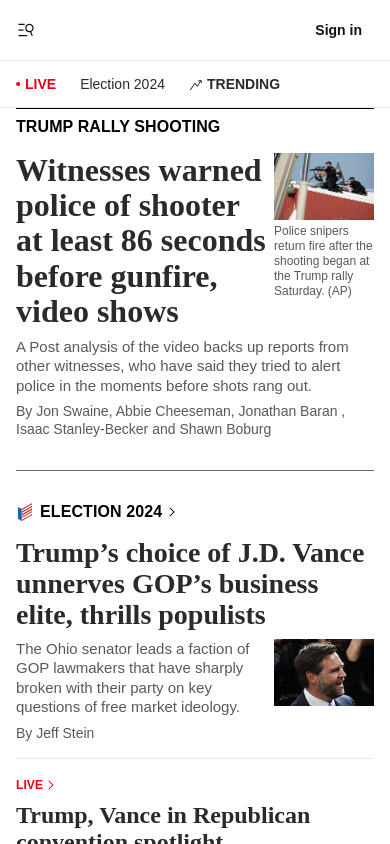 Sign in
LIVE
Election 2024
TRENDING
TRUMP RALLY SHOOTING
Witnesses warned
police of shooter
at least 86 seconds
before gunfire,
video shows
Police snipers
return fire after the
shooting began at
the Trump rally
Saturday. (AP)
A Post analysis of the video backs up reports from
other witnesses, who have said they tried to alert
police in the moments before shots rang out.
By Jon Swaine, Abbie Cheeseman, Jonathan Baran ,
Isaac Stanley-Becker and Shawn Boburg
ELECTION 2024
Trump’s choice of J.D. Vance
unnerves GOP’s business
elite, thrills populists
The Ohio senator leads a faction of
GOP lawmakers that have sharply
broken with their party on key
questions of free market ideology.
By Jeff Stein
LIVE
Trump, Vance in Republican
convention spotlight